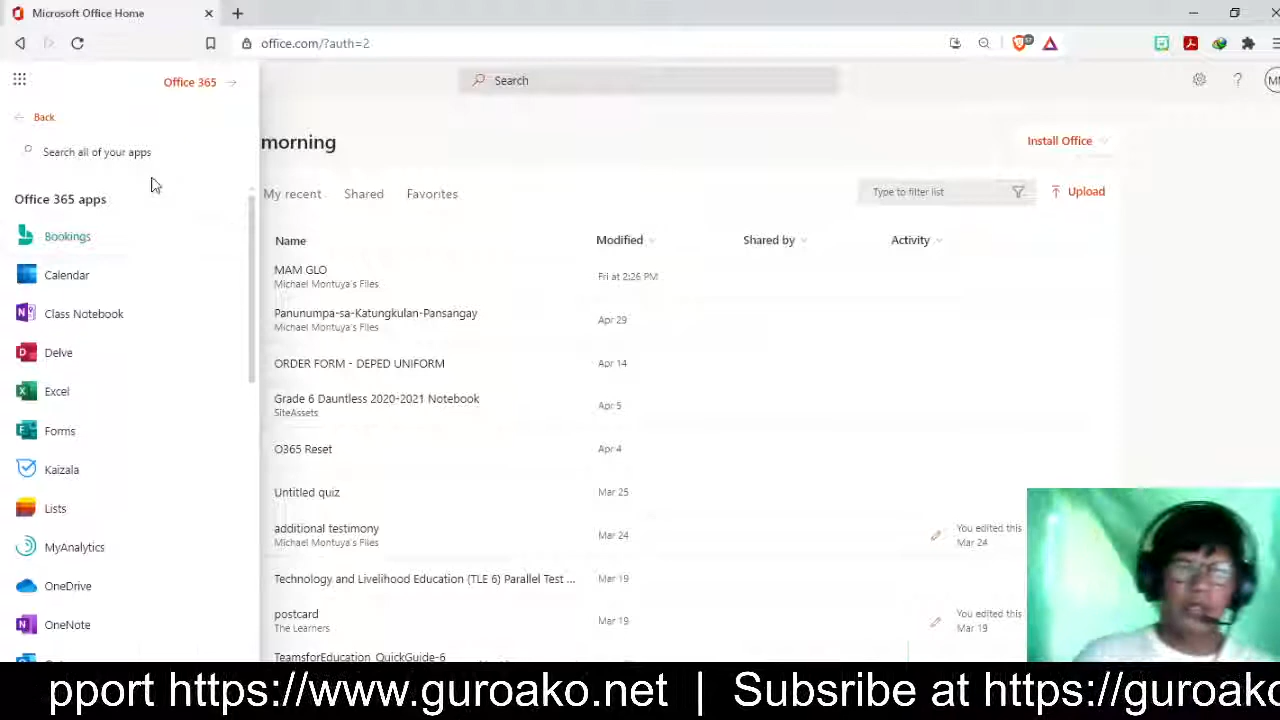 Microsoft Office Home
office.com/?auth=2
57
Office 365
Search
MM
Back
morning
Install Office
Search all of your apps
Office 365 apps
My recent
Shared
Favorites
Type to filter list
Upload
Name
Modified
Shared by
Activity
Bookings
Calendar
Class Notebook
Delve
Excel
Forms
Kaizala
Lists
MyAnalytics
OneDrive
OneNote
MAM GLO
Michael Montuya's Files
Fri at 2:26 PM
Panunumpa-sa-Katungkulan-Pansangay
Michael Montuya's Files
Apr 29
ORDER FORM - DEPED UNIFORM
Apr 14
Grade 6 Dauntless 2020-2021 Notebook
SiteAssets
Apr 5
O365 Reset
Apr 4
Untitled quiz
Mar 25
additional testimony
Michael Montuya's Files
Mar 24
You edited this
Mar 24
Technology and Livelihood Education (TLE 6) Parallel Test ...
Mar 19
postcard
The Learners
Mar 19
You edited this
Mar 19
TeamsforEducation_QuickGuide-6
pport https://www.guroako.net | Subsribe at https://guroako